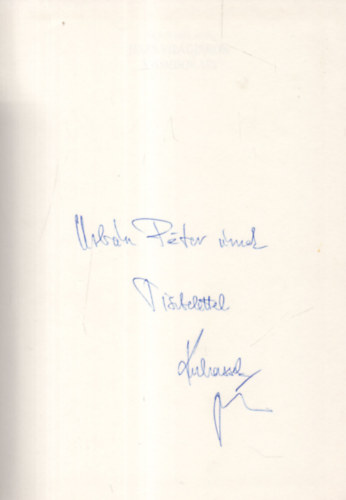 Urbán Péter úrnak
Tisztelettel